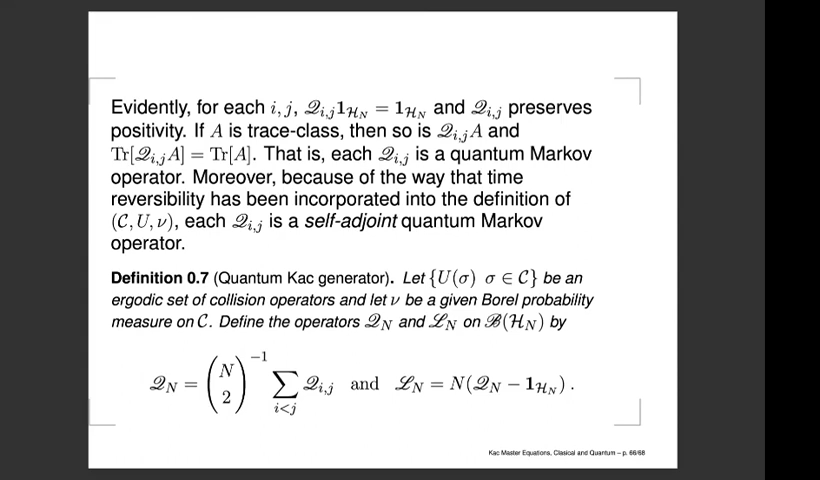 Evidently, for each i, j, 𝒬_{i,j}1_{ℋ_N} = 1_{ℋ_N} and 𝒬_{i,j} preserves
positivity. If A is trace-class, then so is 𝒬_{i,j}A and
Tr[𝒬_{i,j}A] = Tr[A]. That is, each 𝒬_{i,j} is a quantum Markov
operator. Moreover, because of the way that time
reversibility has been incorporated into the definition of
(𝒞, U, ν), each 𝒬_{i,j} is a self-adjoint quantum Markov
operator.
Definition 0.7 (Quantum Kac generator). Let {U(σ) σ ∈ 𝒞} be an
ergodic set of collision operators and let ν be a given Borel probability
measure on 𝒞. Define the operators 𝒬_N and ℒ_N on ℬ(ℋ_N) by
𝒬_N = \binom{N}{2}^{-1} ∑_{i<j} 𝒬_{i,j} and ℒ_N = N(𝒬_N − 1_{ℋ_N}) .
Kac Master Equations, Clasical and Quantum – p. 66/68